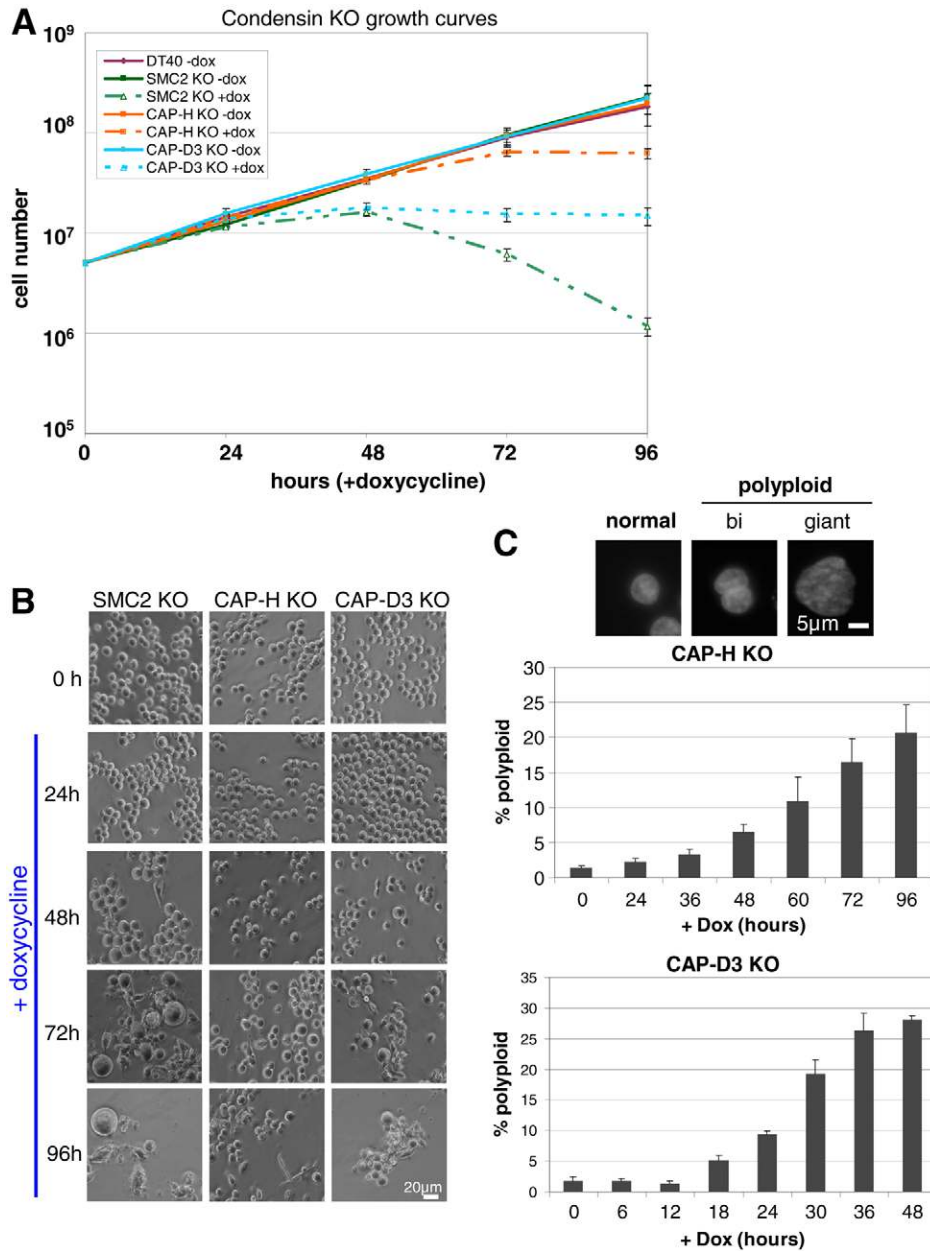 A
Condensin KO growth curves
10⁹
10⁸
10⁷
10⁶
10⁵
cell number
DT40 -dox
SMC2 KO -dox
SMC2 KO +dox
CAP-H KO -dox
CAP-H KO +dox
CAP-D3 KO -dox
CAP-D3 KO +dox
0 24 48 72 96
hours (+doxycycline)
B
SMC2 KO CAP-H KO CAP-D3 KO
0 h
24h
48h
72h
96h
+ doxycycline
20µm
C
polyploid
normal bi giant
5µm
CAP-H KO
30
25
20
15
10
5
0
% polyploid
0 24 36 48 60 72 96
+ Dox (hours)
CAP-D3 KO
35
30
25
20
15
10
5
0
% polyploid
0 6 12 18 24 30 36 48
+ Dox (hours)